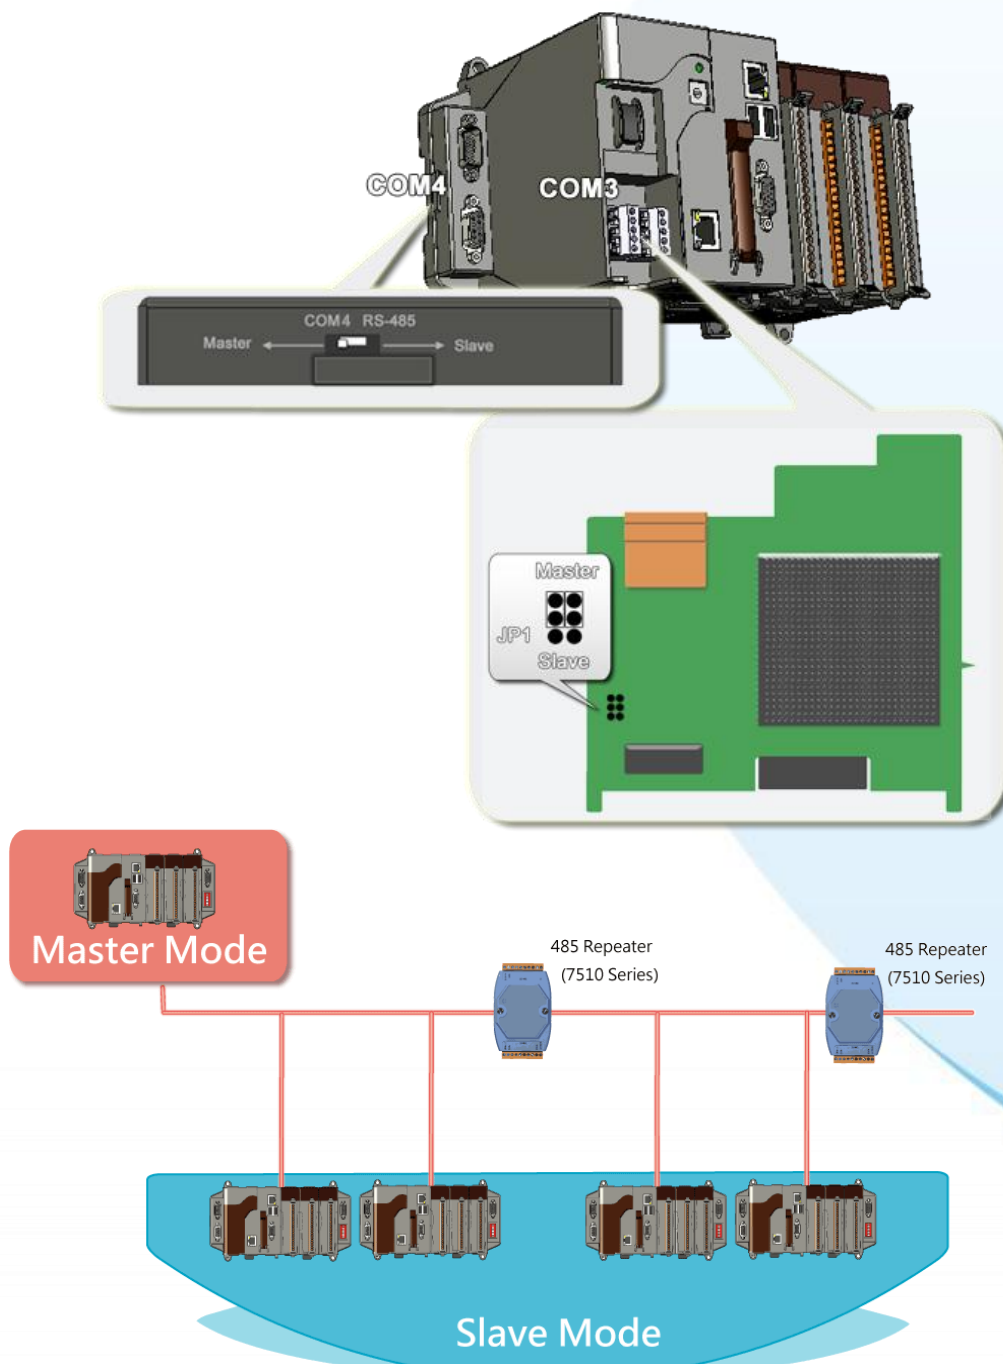 COM4
COM3
COM4 RS-485
Master
Slave
Master
JP1
Slave
Master Mode
485 Repeater
(7510 Series)
485 Repeater
(7510 Series)
Slave Mode